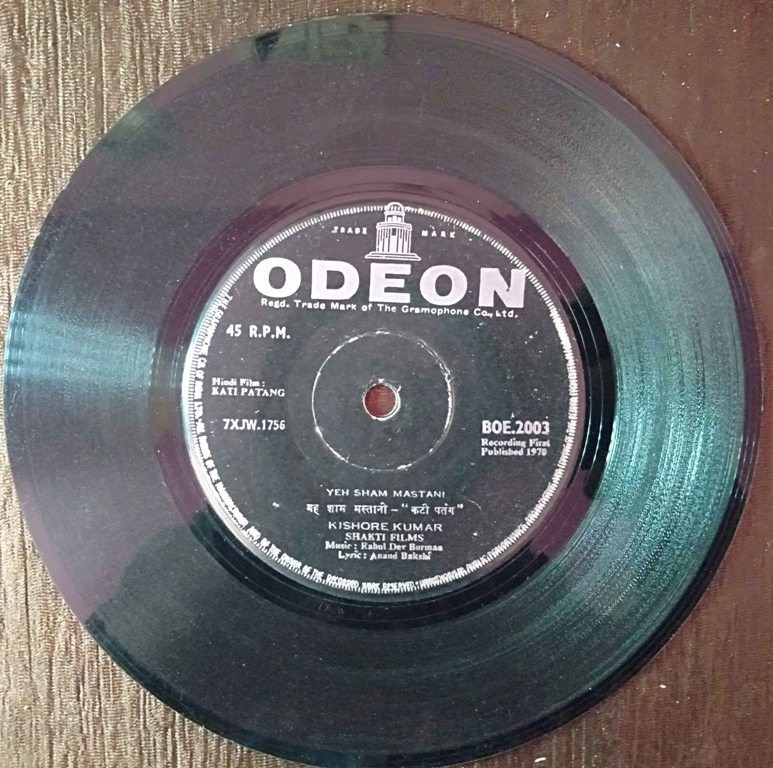 TRADE MARK
ODEON
Regd. Trade Mark of The Gramophone Co., Ltd.
45 R.P.M.
Hindi Film :
KATI PATANG
7XJW.1756
BOE.2003
Recording First
Published 1970
YEH SHAM MASTANI
यह शाम मस्तानी - "कटी पतंग"
KISHORE KUMAR
SHAKTI FILMS
Music : Rahul Dev Burman
Lyric : Anand Bakshi